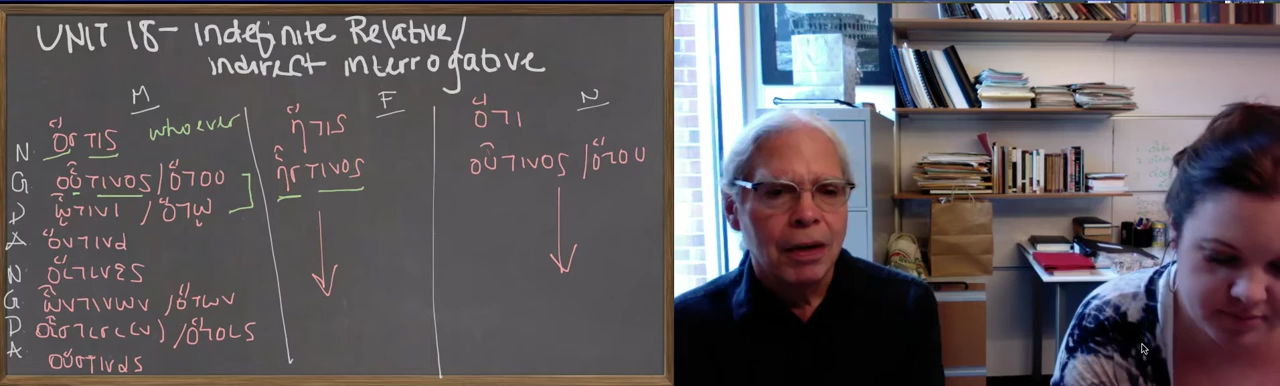 UNIT 18 - Indefinite Relative/
indirect interrogative
M F N
N. ὅστις whoever ἥτις ὅτι
G οὗτινος/ὅτου ἧστινος οὗτινος/ὅτου
D ᾧτινι / ὅτῳ
A ὅντινα
N. οἵτινες
G. ὧντινων / ὅτων
D. οἷστισι(ν) / ὅτοις
A οὕστινας